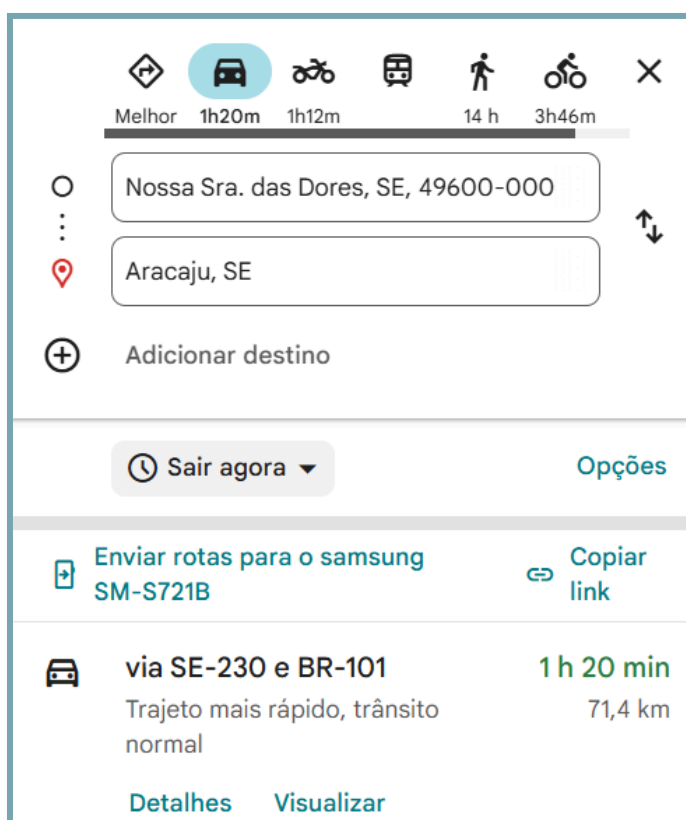 Melhor 1h20m 1h12m 14 h 3h46m
Nossa Sra. das Dores, SE, 49600-000
Aracaju, SE
Adicionar destino
Sair agora
Opções
Enviar rotas para o samsung
SM-S721B
Copiar
link
via SE-230 e BR-101
1 h 20 min
Trajeto mais rápido, trânsito
normal
71,4 km
Detalhes Visualizar